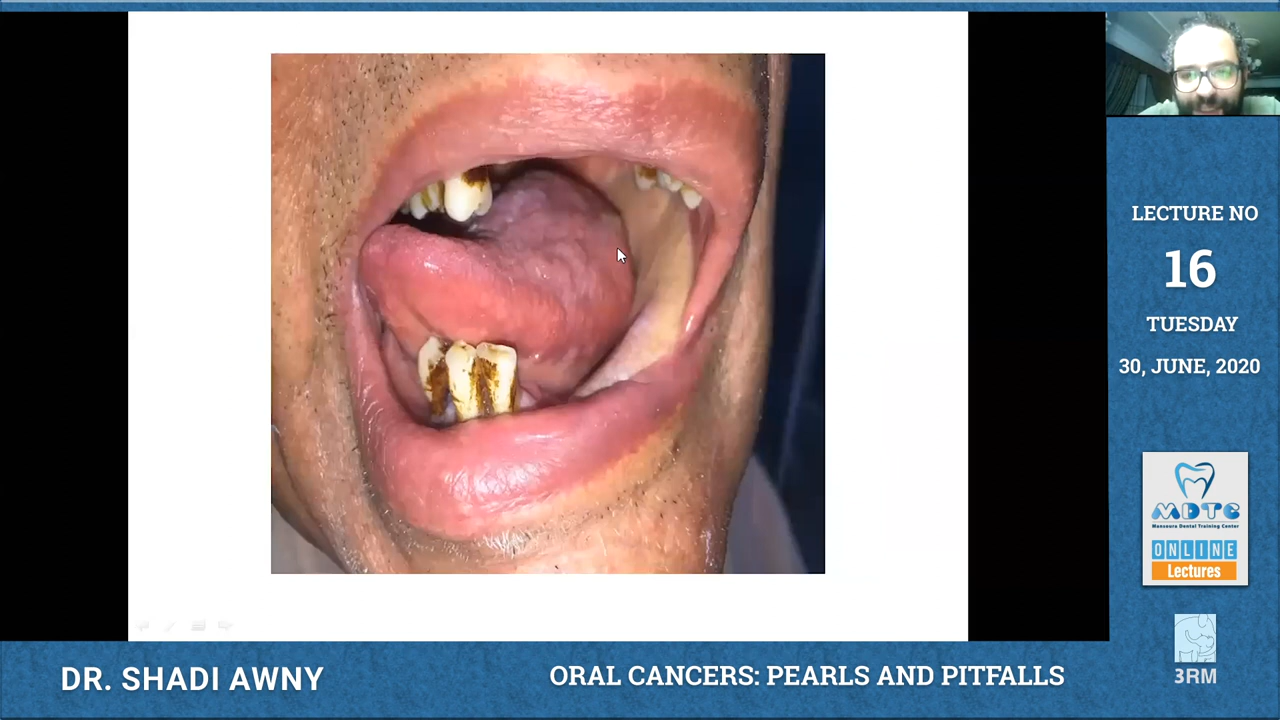 LECTURE NO
16
TUESDAY
30, JUNE, 2020
MDTC
Mansoura Dental Training Center
ONLINE
Lectures
3RM
DR. SHADI AWNY
ORAL CANCERS: PEARLS AND PITFALLS